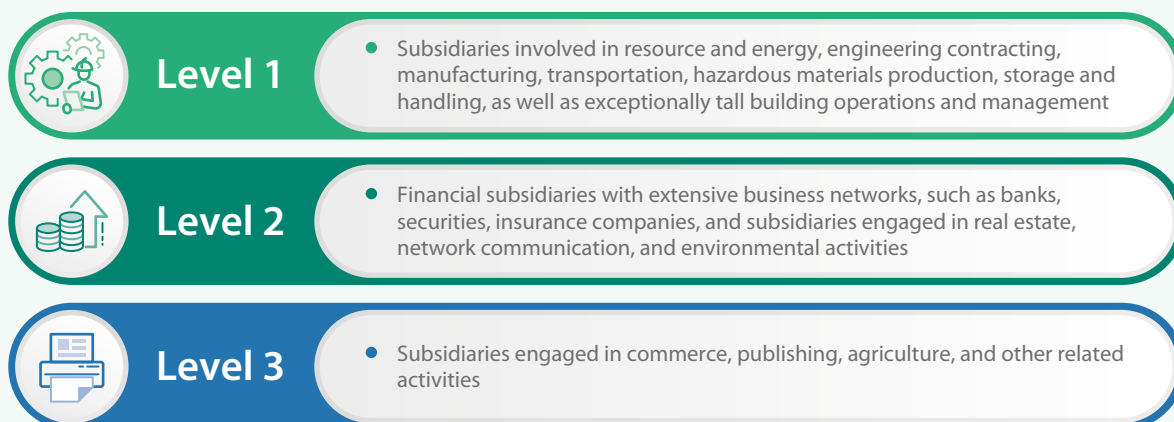 Level 1
Subsidiaries involved in resource and energy, engineering contracting,
manufacturing, transportation, hazardous materials production, storage and
handling, as well as exceptionally tall building operations and management
Level 2
Financial subsidiaries with extensive business networks, such as banks,
securities, insurance companies, and subsidiaries engaged in real estate,
network communication, and environmental activities
Level 3
Subsidiaries engaged in commerce, publishing, agriculture, and other related
activities